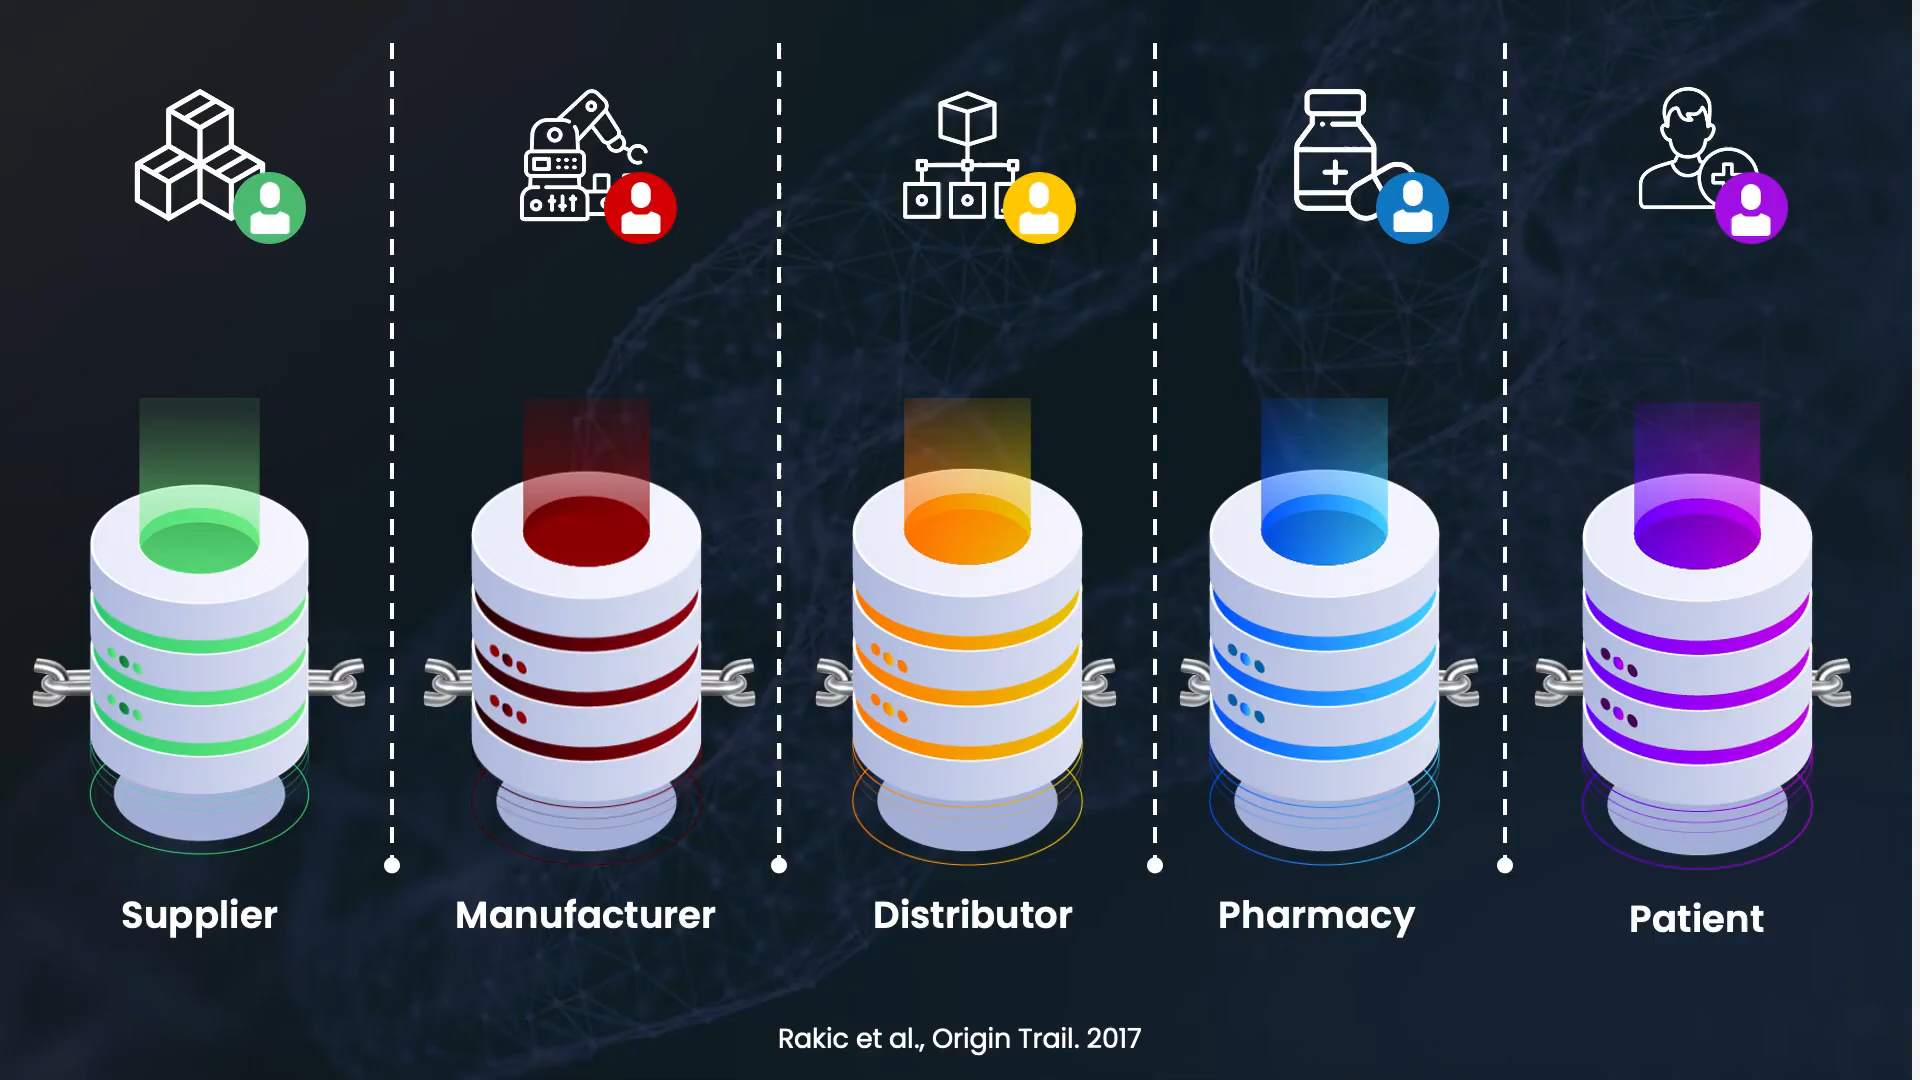 Supplier
Manufacturer
Distributor
Pharmacy
Patient
Rakic et al., Origin Trail. 2017